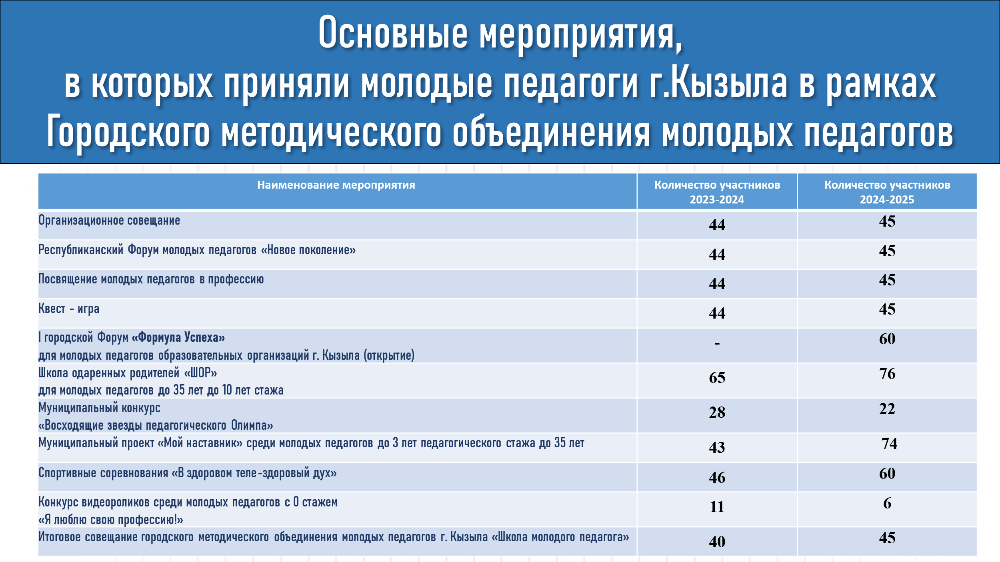 Основные мероприятия,
в которых приняли молодые педагоги г.Кызыла в рамках
Городского методического объединения молодых педагогов
Наименование мероприятия
Количество участников
2023-2024
Количество участников
2024-2025
Организационное совещание
44
45
Республиканский Форум молодых педагогов «Новое поколение»
44
45
Посвящение молодых педагогов в профессию
44
45
Квест - игра
44
45
I городской Форум «Формула Успеха»
для молодых педагогов образовательных организаций г. Кызыла (открытие)
-
60
Школа одаренных родителей «ШОР»
для молодых педагогов до 35 лет до 10 лет стажа
65
76
Муниципальный конкурс
«Восходящие звезды педагогического Олимпа»
28
22
Муниципальный проект «Мой наставник» среди молодых педагогов до 3 лет педагогического стажа до 35 лет
43
74
Спортивные соревнования «В здоровом теле-здоровый дух»
46
60
Конкурс видеороликов среди молодых педагогов с 0 стажем
«Я люблю свою профессию!»
11
6
Итоговое совещание городского методического объединения молодых педагогов г. Кызыла «Школа молодого педагога»
40
45